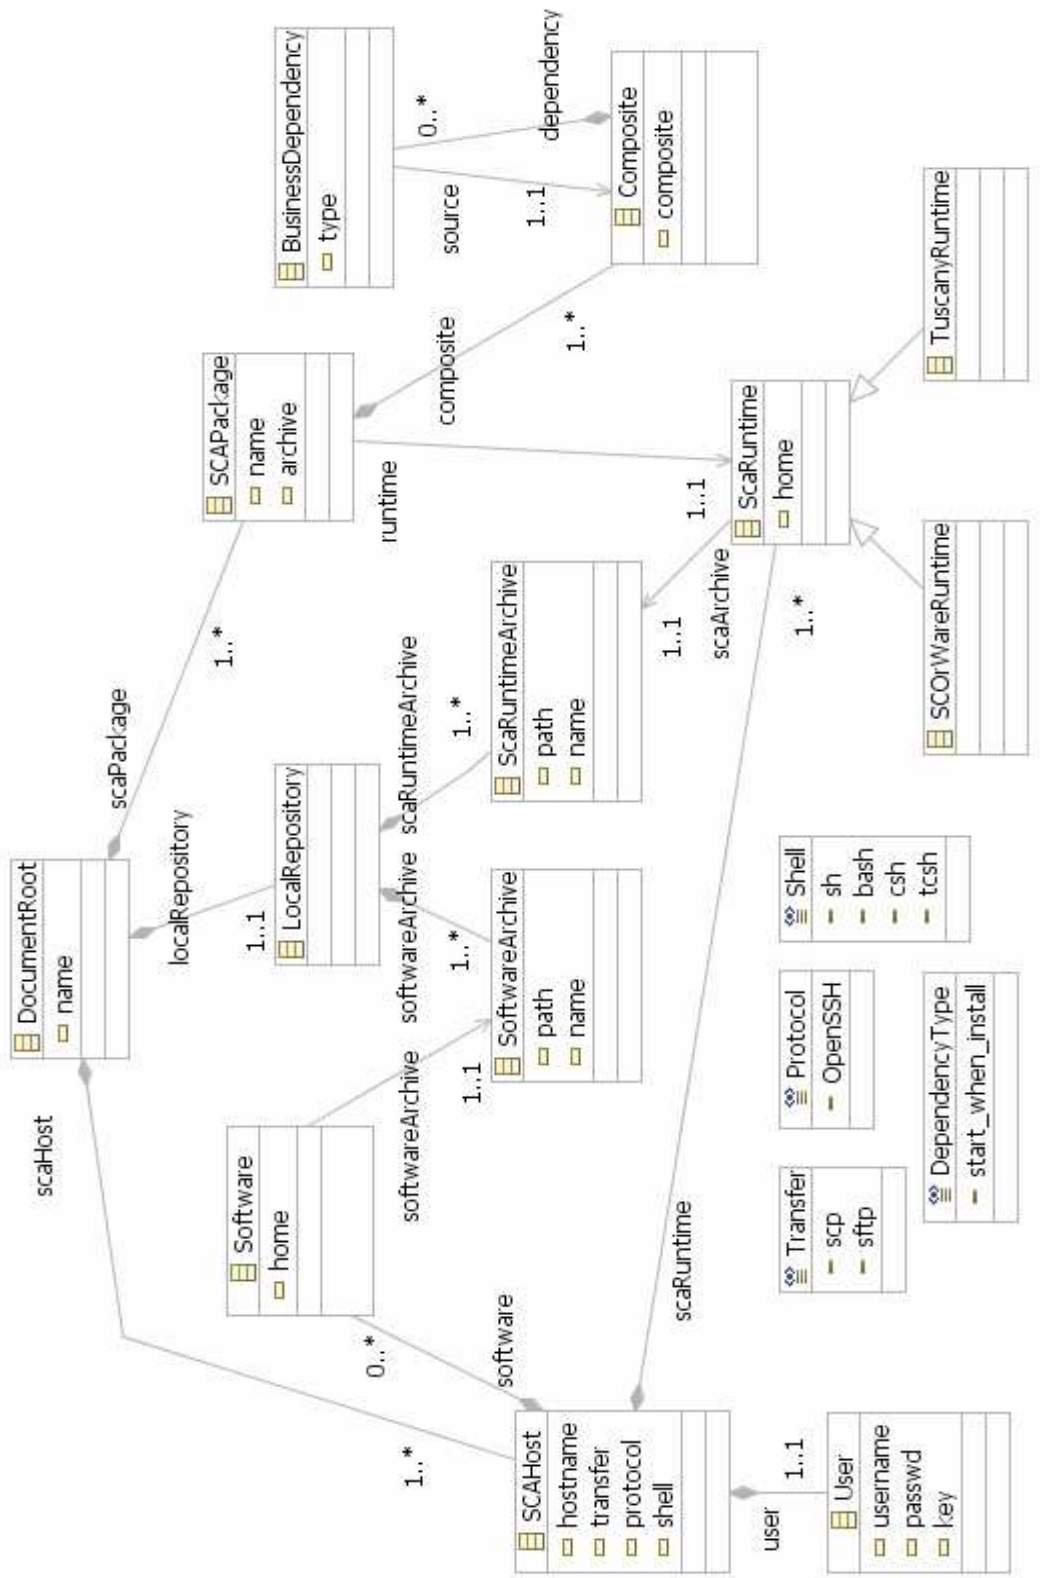 DocumentRoot
name
scaHost
localRepository
scaPackage
1..*
1..1
1..*
Software
home
LocalRepository
SCAPackage
name
archive
BusinessDependency
type
0..*
software
softwareArchive
1..1
softwareArchive
1..*
scaRuntimeArchive
1..*
runtime
composite
1..*
source
1..1
0..*
dependency
SCAHost
hostname
transfer
protocol
shell
SoftwareArchive
path
name
ScaRuntimeArchive
path
name
1..1
scaArchive
1..1
Composite
composite
scaRuntime
1..*
ScaRuntime
home
user
1..1
User
username
passwd
key
Transfer
scp
sftp
Protocol
OpenSSH
Shell
sh
bash
csh
tcsh
DependencyType
start_when_install
SCOrWareRuntime
TuscanyRuntime